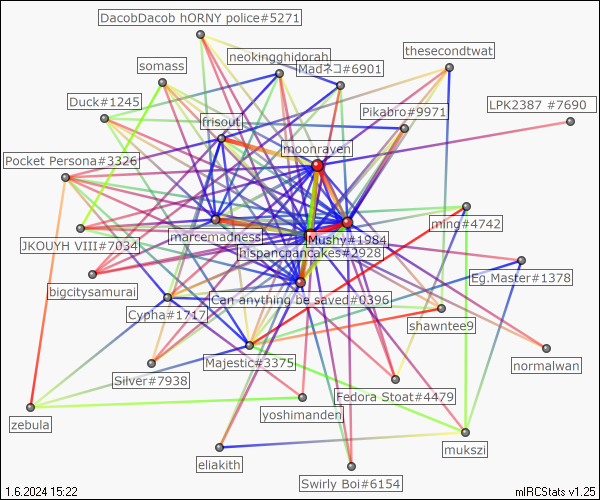 DacobDacob hORNY police#5271
neokingghidorah
thesecondtwat
somass
Madネコ#6901
Duck#1245
Pikabro#9971
LPK2387 #7690
frisout
moonraven
Pocket Persona#3326
ming#4742
marcemadness
Mushy#1984
JKOUYH VIII#7034
hispanicpancakes#2928
Eg.Master#1378
bigcitysamurai
Can anything be saved#0396
Cypha#1717
shawntee9
Majestic#3375
normalwan
Silver#7938
Fedora Stoat#4479
yoshimanden
zebula
mukszi
eliakith
Swirly Boi#6154
1.6.2024 15:22
mIRCStats v1.25